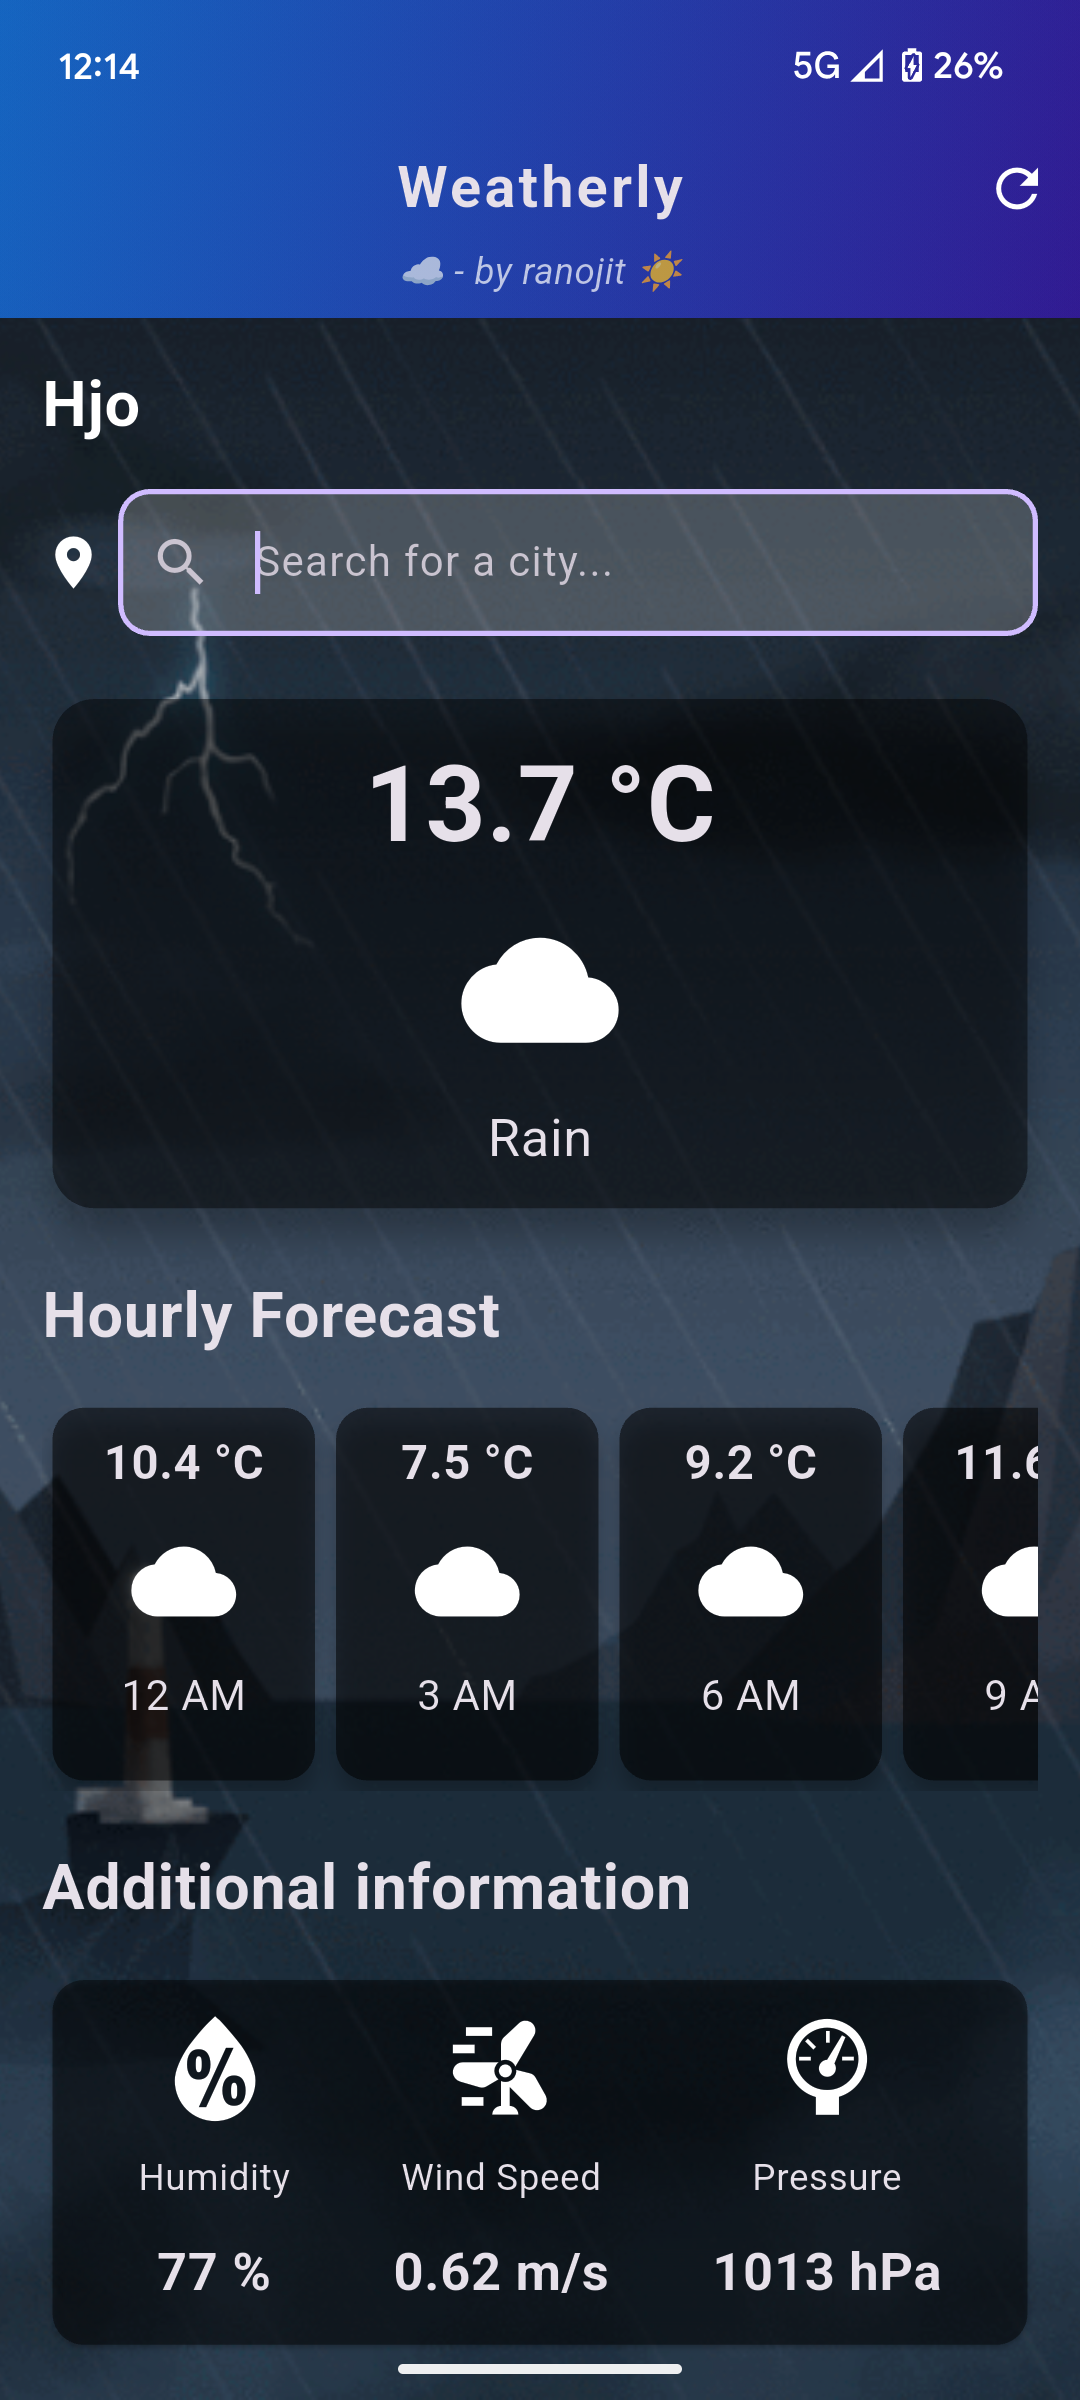 12:14 5G 26%
Weatherly
☁️ - by ranojit ☀️
Hjo
Search for a city...
13.7 °C
Rain
Hourly Forecast
10.4 °C 7.5 °C 9.2 °C 11.6
12 AM 3 AM 6 AM 9 A
Additional information
%
Humidity Wind Speed Pressure
77 % 0.62 m/s 1013 hPa